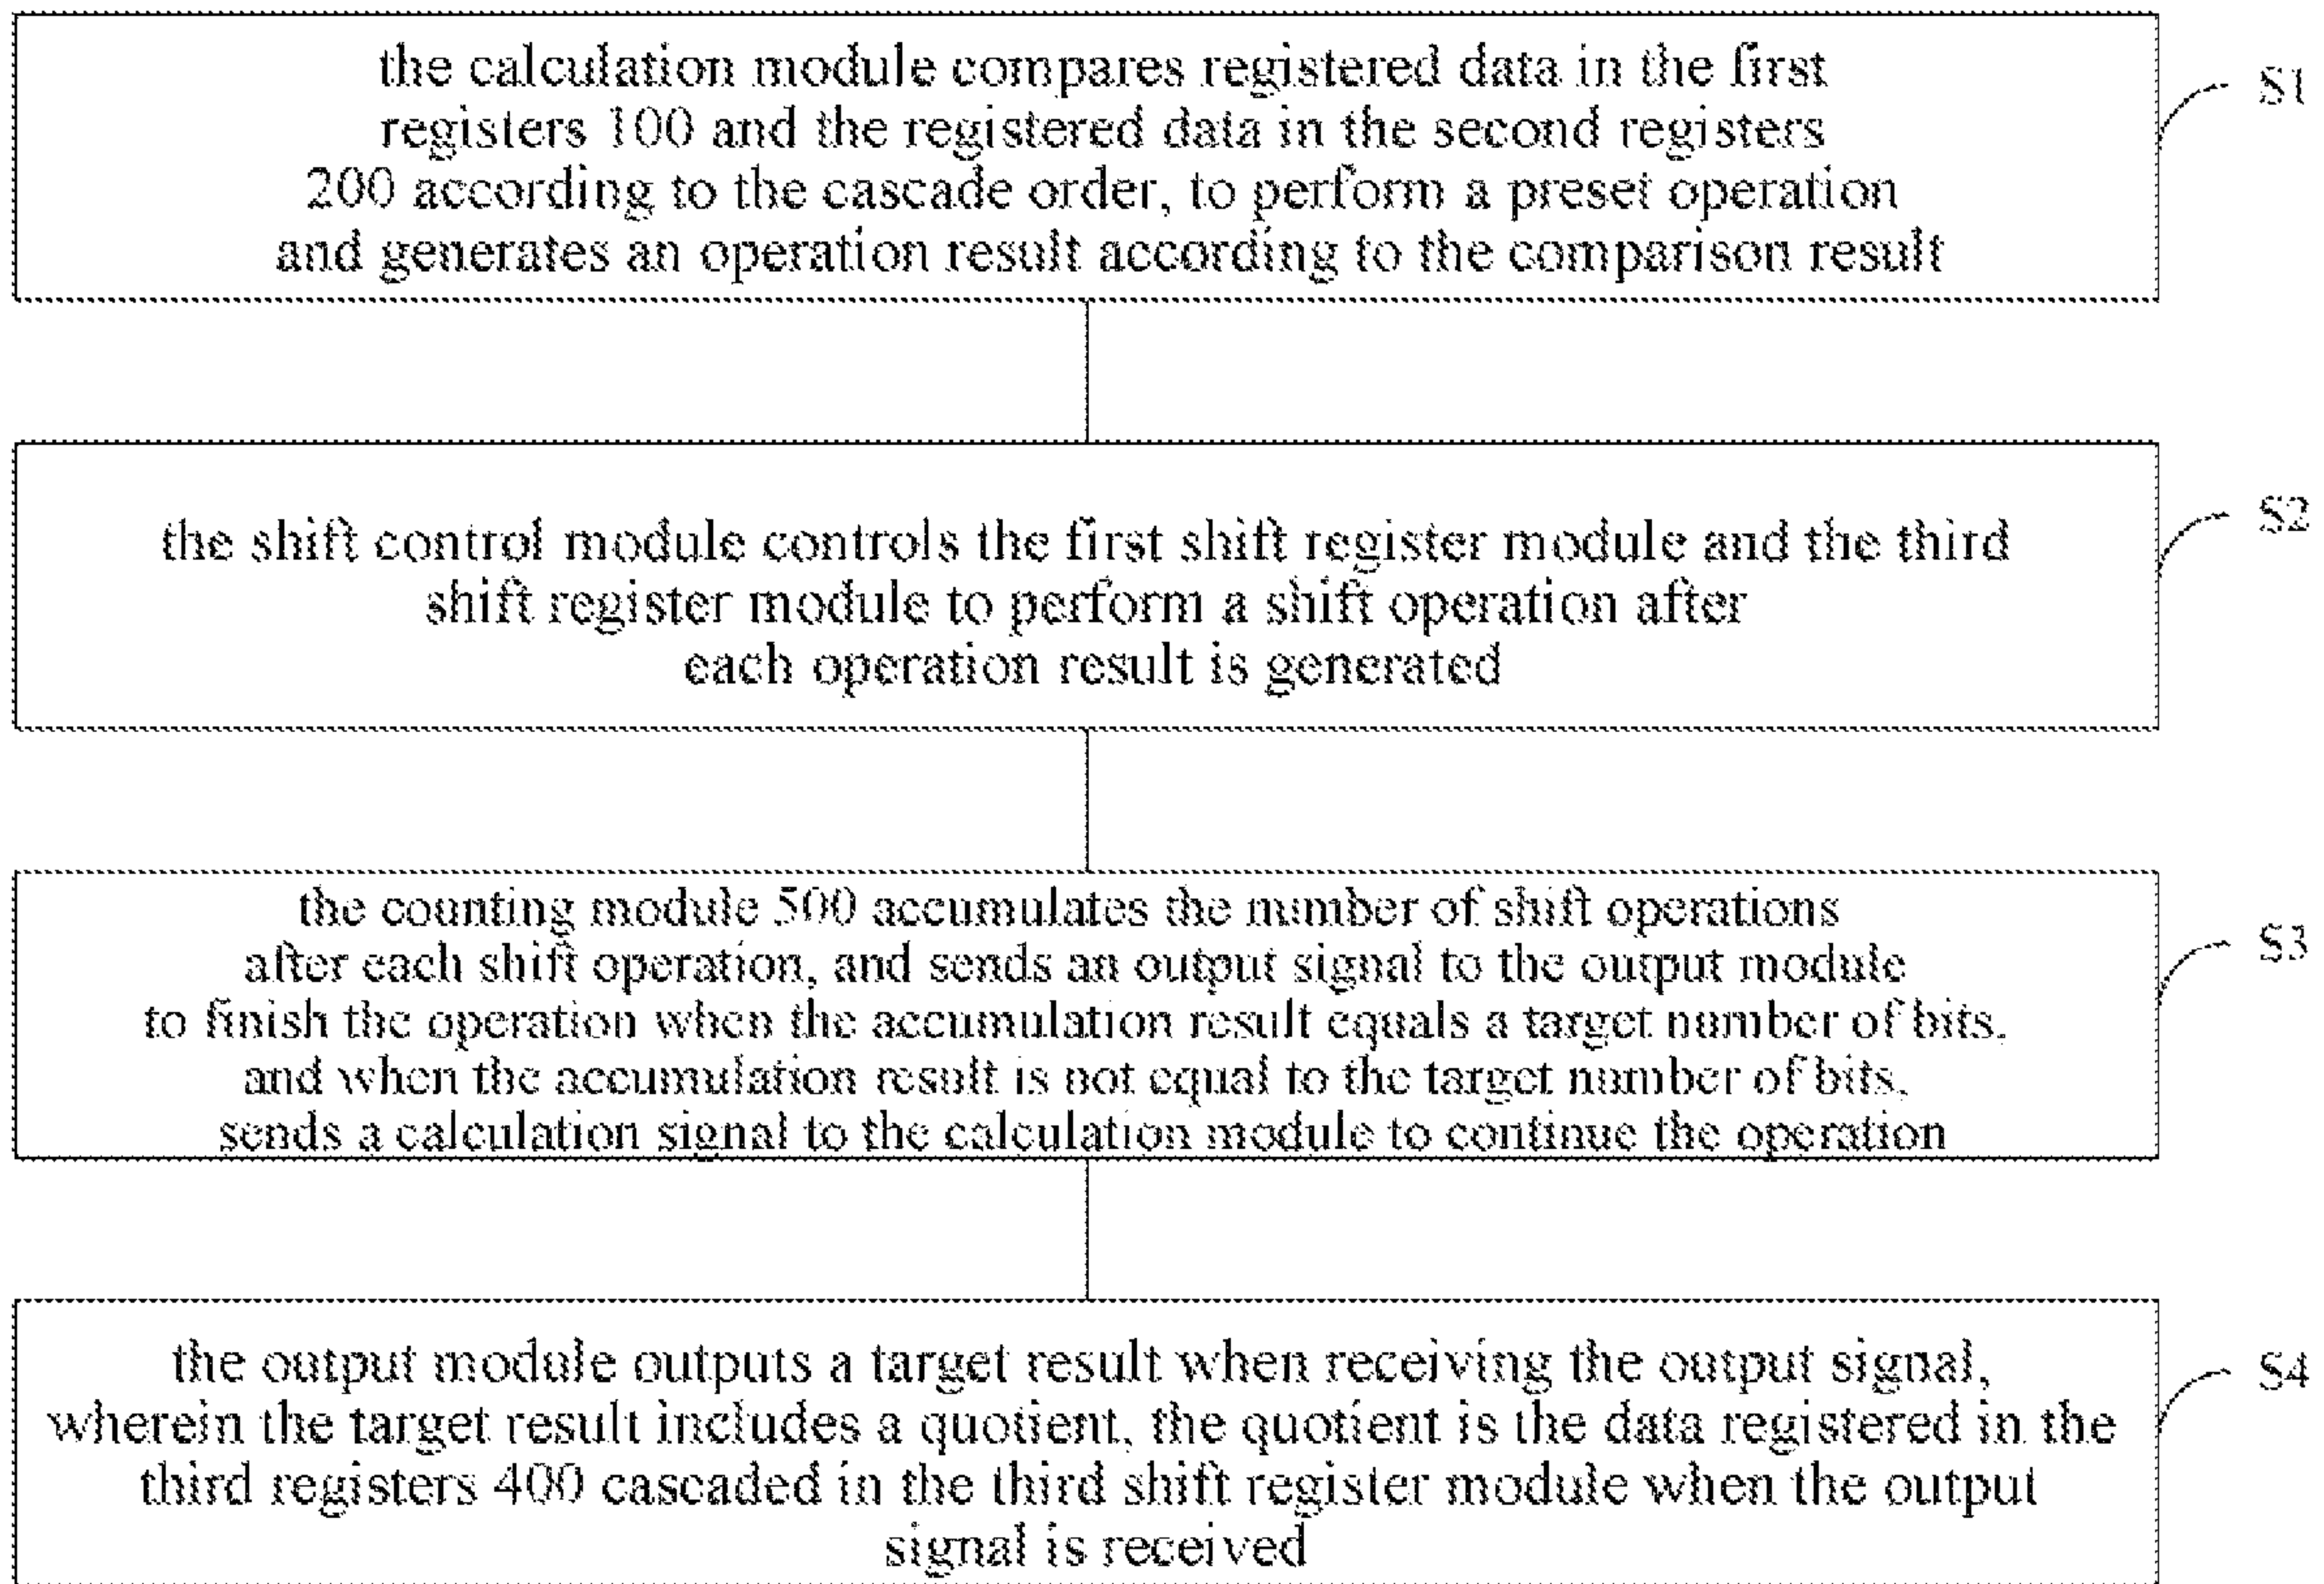 the calculation module compares registered data in the first
registers 100 and the registered data in the second registers
200 according to the cascade order, to perform a preset operation
and generates an operation result according to the comparison result
S1
the shift control module controls the first shift register module and the third
shift register module to perform a shift operation after
each operation result is generated
S2
the counting module 500 accumulates the number of shift operations
after each shift operation, and sends an output signal to the output module
to finish the operation when the accumulation result equals a target number of bits.
and when the accumulation result is not equal to the target number of bits,
sends a calculation signal to the calculation module to continue the operation
S3
the output module outputs a target result when receiving the output signal,
wherein the target result includes a quotient, the quotient is the data registered in the
third registers 400 cascaded in the third shift register module when the output
signal is received
S4